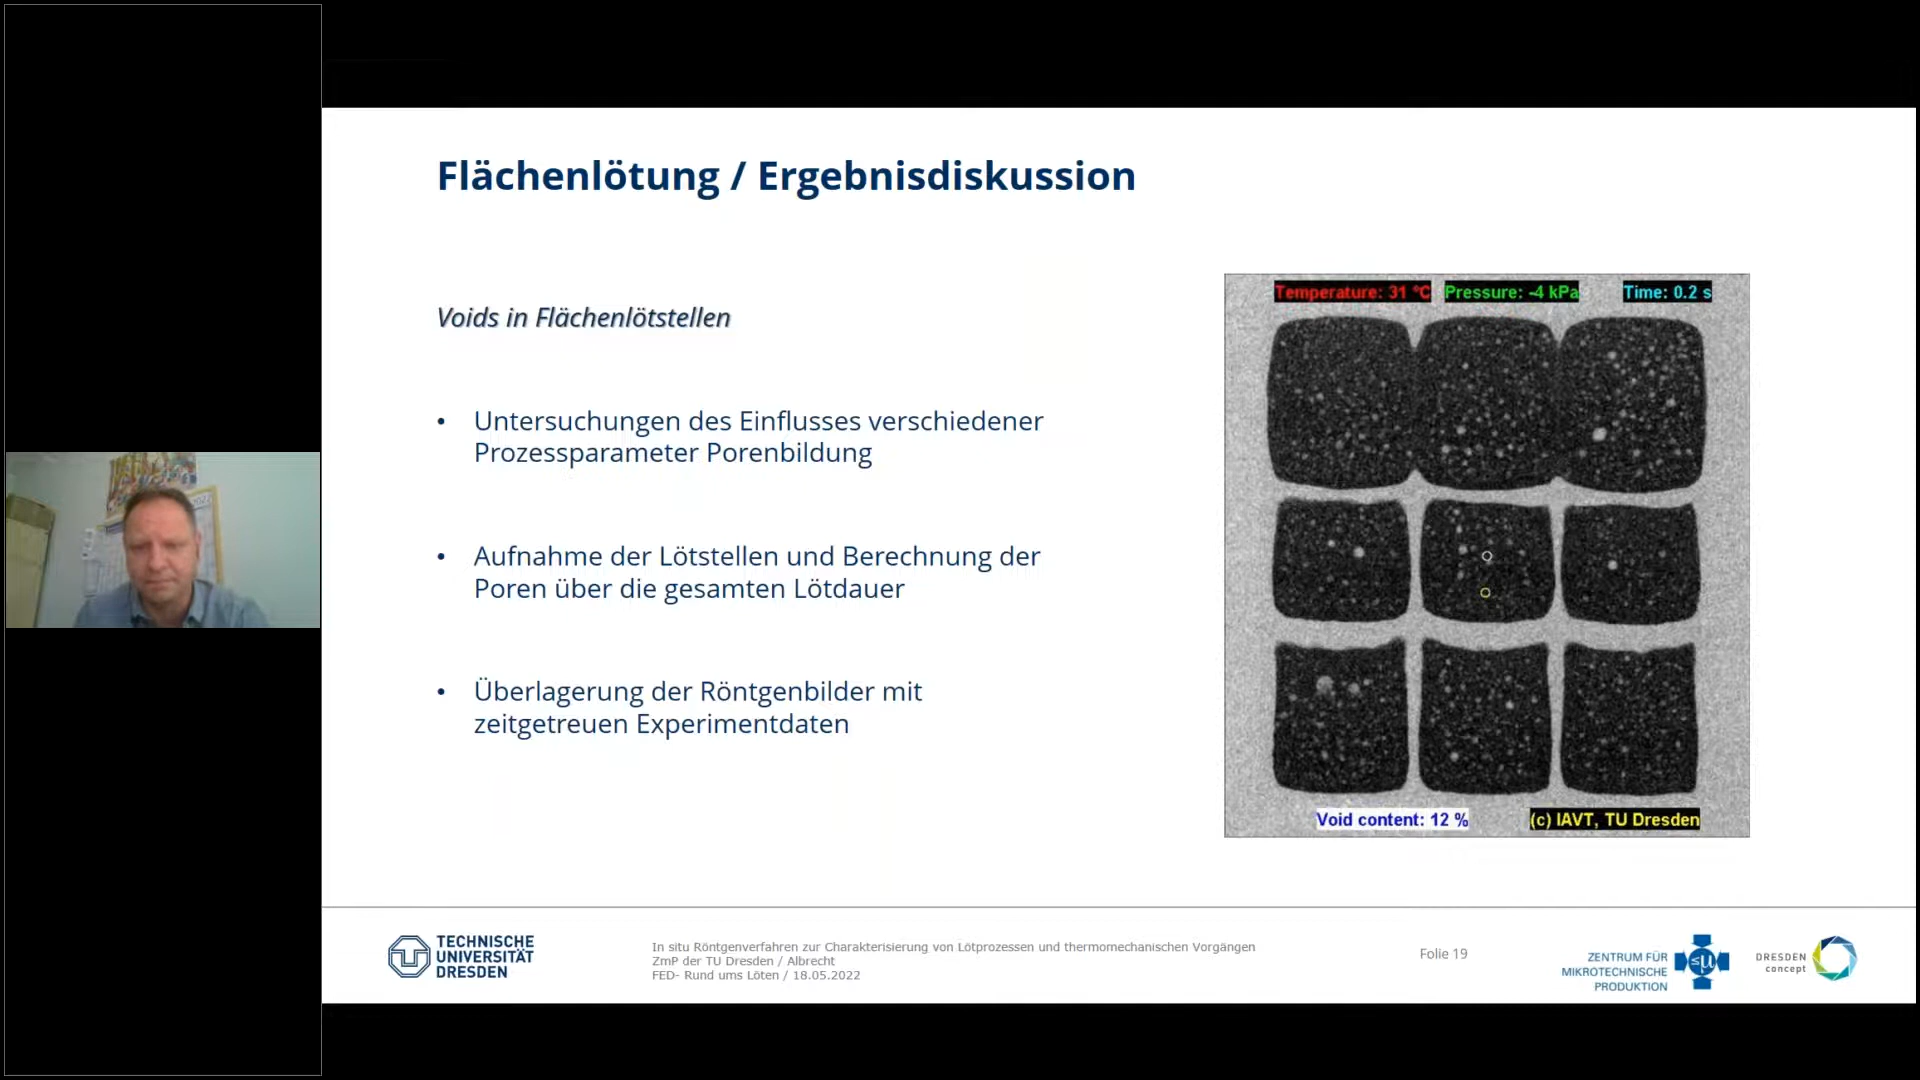 Flächenlötung / Ergebnisdiskussion
Voids in Flächenlötstellen
• Untersuchungen des Einflusses verschiedener
Prozessparameter Porenbildung
• Aufnahme der Lötstellen und Berechnung der
Poren über die gesamten Lötdauer
• Überlagerung der Röntgenbilder mit
zeitgetreuen Experimentdaten
Temperature: 31 °C Pressure: -4 kPa Time: 0.2 s
Void content: 12 % (c) IAVT, TU Dresden
TECHNISCHE
UNIVERSITÄT
DRESDEN
In situ Röntgenverfahren zur Charakterisierung von Lötprozessen und thermomechanischen Vorgängen
ZmP der TU Dresden / Albrecht
FED- Rund ums Löten / 18.05.2022
Folie 19
ZENTRUM FÜR
MIKROTECHNISCHE
PRODUKTION
sµ
DRESDEN
concept
2022